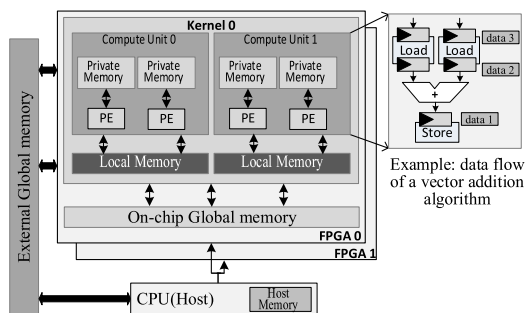 External Global memory
Kernel 0
Compute Unit 0
Compute Unit 1
Private
Memory
Private
Memory
Private
Memory
Private
Memory
PE
PE
PE
PE
Local Memory
Local Memory
On-chip Global memory
FPGA 0
FPGA 1
CPU(Host)
Host
Memory
Load
Load
data 3
data 2
+
data 1
Store
Example: data flow
of a vector addition
algorithm